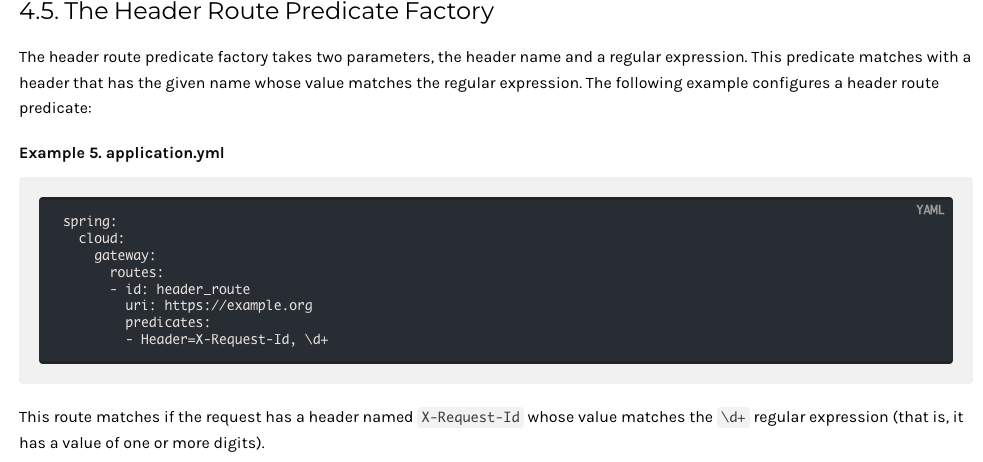 4.5. The Header Route Predicate Factory
The header route predicate factory takes two parameters, the header name and a regular expression. This predicate matches with a
header that has the given name whose value matches the regular expression. The following example configures a header route
predicate:
Example 5. application.yml
YAML
spring:
  cloud:
    gateway:
      routes:
      - id: header_route
        uri: https://example.org
        predicates:
        - Header=X-Request-Id, \d+
This route matches if the request has a header named X-Request-Id whose value matches the \d+ regular expression (that is, it
has a value of one or more digits).